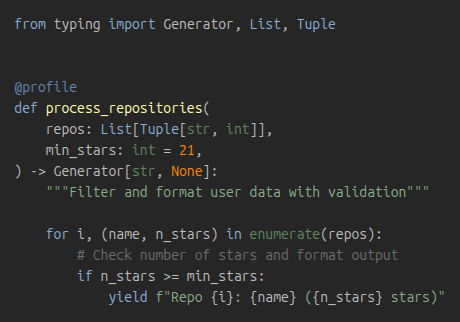 from typing import Generator, List, Tuple
@profile
def process_repositories(
    repos: List[Tuple[str, int]],
    min_stars: int = 21,
) -> Generator[str, None]:
    """Filter and format user data with validation"""
    for i, (name, n_stars) in enumerate(repos):
        # Check number of stars and format output
        if n_stars >= min_stars:
            yield f"Repo {i}: {name} ({n_stars} stars)"